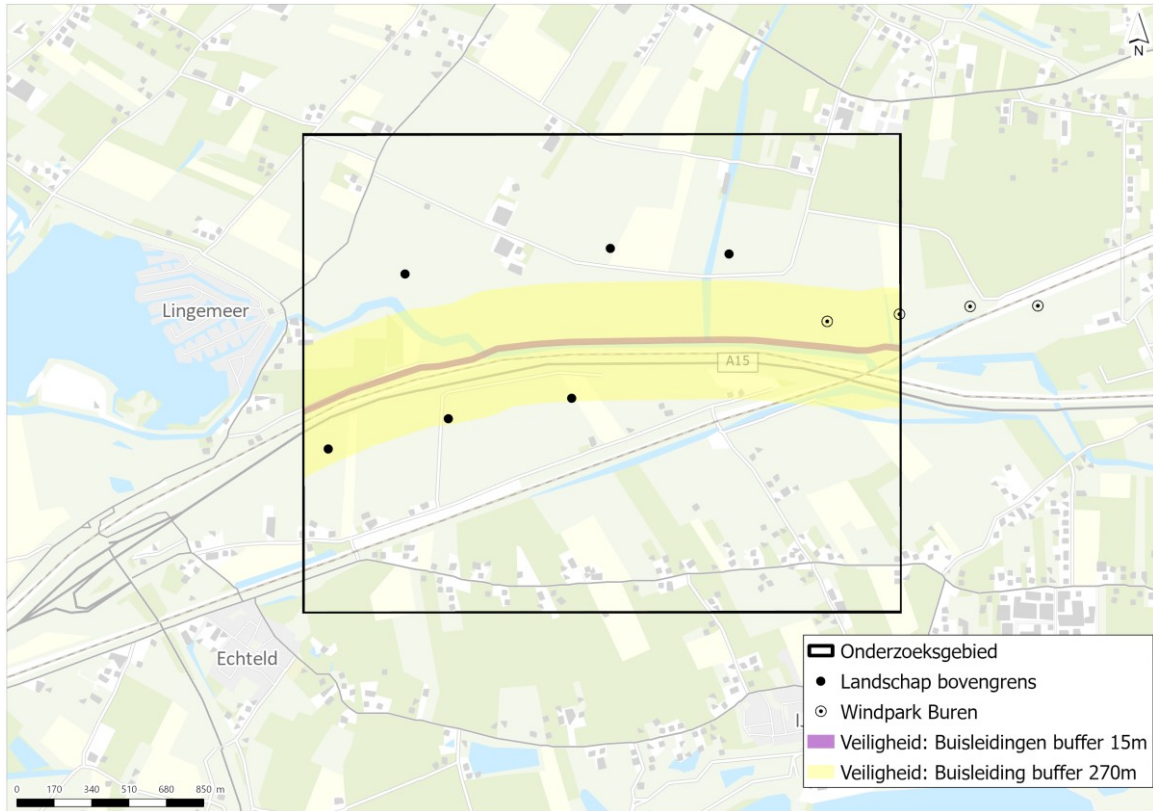 N
Lingemeer
A15
Echteld
Onderzoeksgebied
Landschap bovengrens
Windpark Buren
Veiligheid: Buisleidingen buffer 15m
Veiligheid: Buisleiding buffer 270m
0 170 340 510 680 850 m